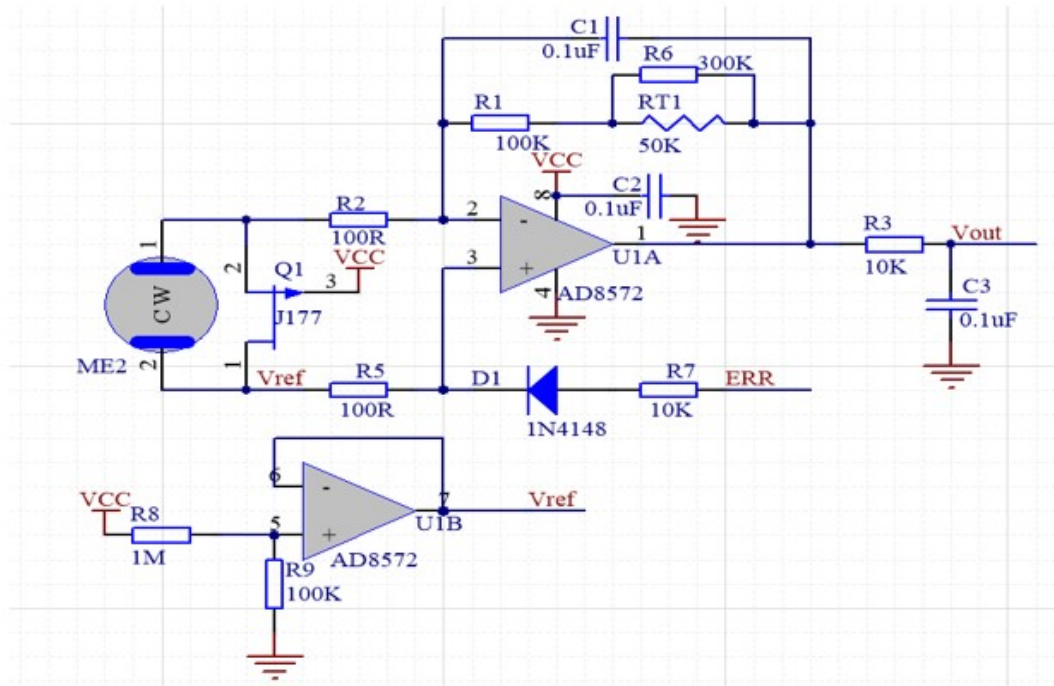 C1
0.1uF
R6
300K
R1
RT1
100K
50K
VCC
8
C2
0.1uF
R2
100R
2
-
1
R3
Vout
10K
U1A
1
VCC
3
+
2
Q1
3
4
AD8572
C3
0.1uF
CW
J177
ME2
2
1
Vref
R5
100R
D1
1N4148
R7
10K
ERR
6
-
VCC
R8
1M
5
+
7
U1B
Vref
AD8572
R9
100K